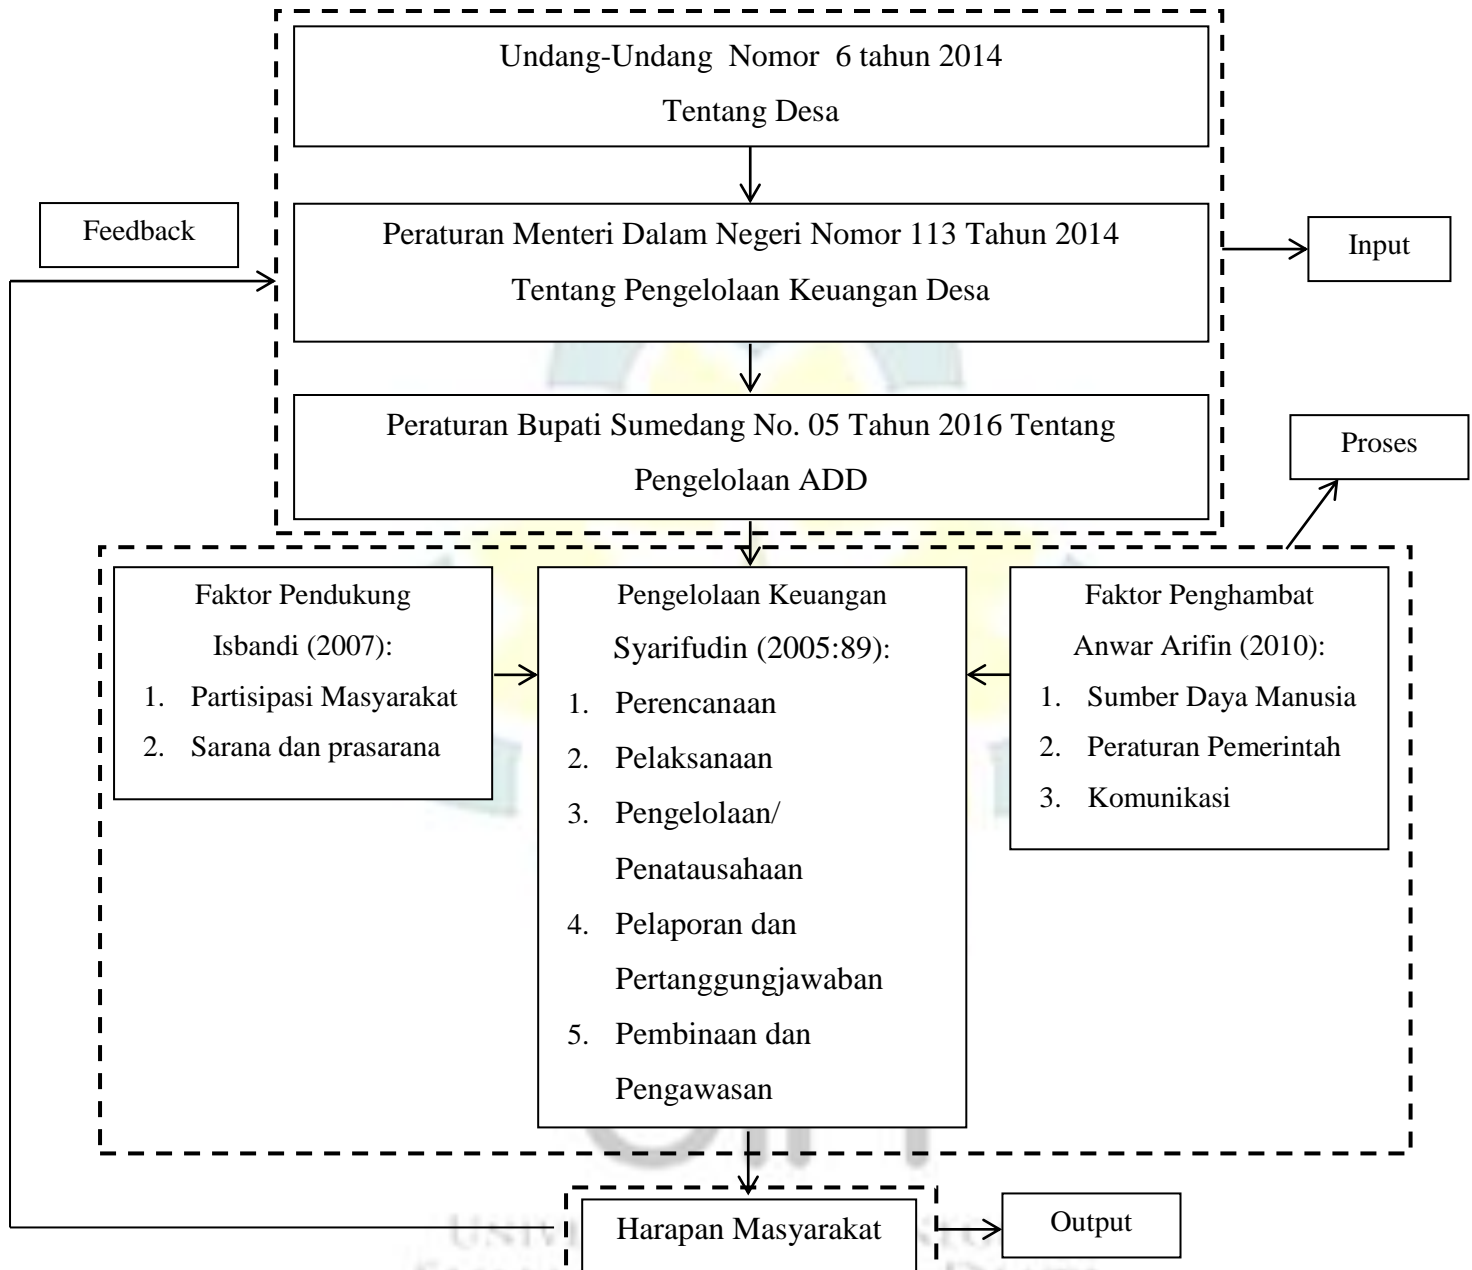 Undang-Undang Nomor 6 tahun 2014
Tentang Desa
Feedback
Peraturan Menteri Dalam Negeri Nomor 113 Tahun 2014
Tentang Pengelolaan Keuangan Desa
Input
Peraturan Bupati Sumedang No. 05 Tahun 2016 Tentang
Pengelolaan ADD
Proses
Faktor Pendukung
Isbandi (2007):
1. Partisipasi Masyarakat
2. Sarana dan prasarana
Pengelolaan Keuangan
Syarifudin (2005:89):
1. Perencanaan
2. Pelaksanaan
3. Pengelolaan/
Penatausahaan
4. Pelaporan dan
Pertanggungjawaban
5. Pembinaan dan
Pengawasan
Faktor Penghambat
Anwar Arifin (2010):
1. Sumber Daya Manusia
2. Peraturan Pemerintah
3. Komunikasi
Harapan Masyarakat
Output